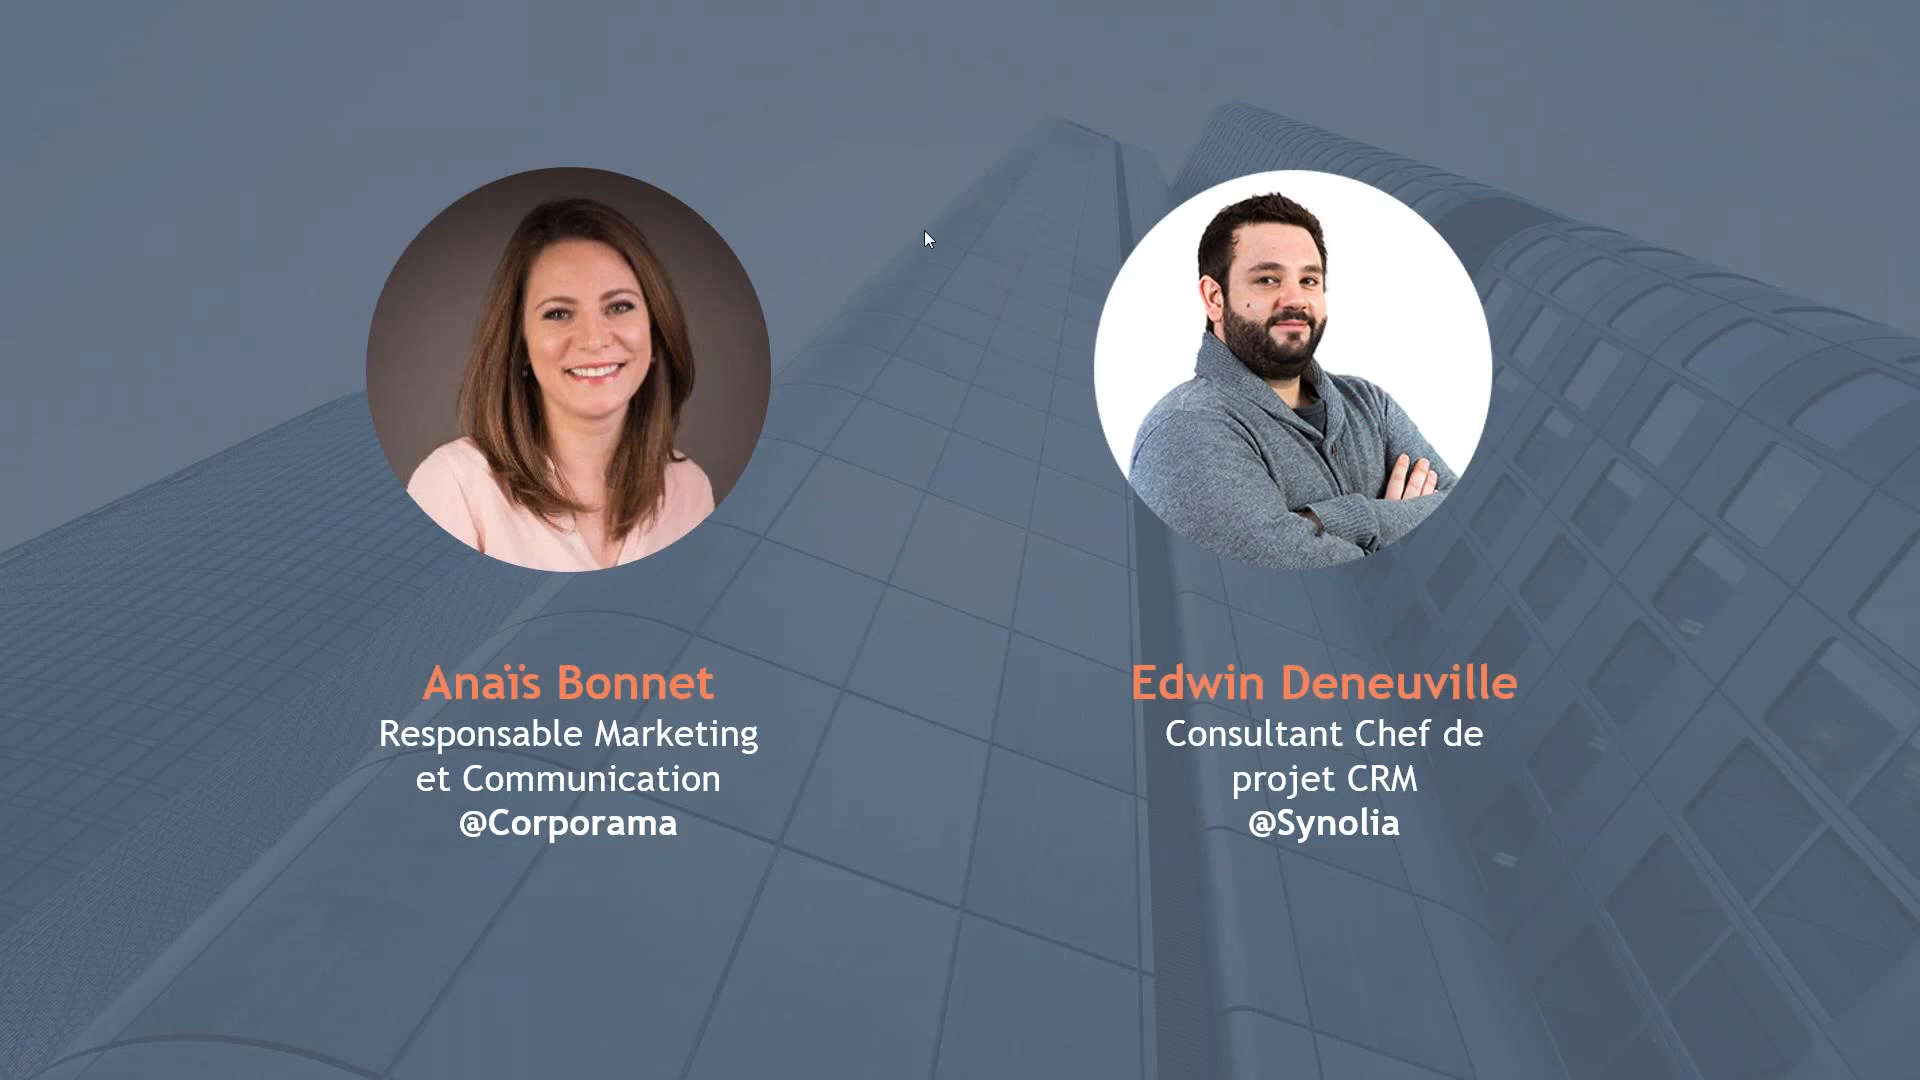 Anaïs Bonnet
Responsable Marketing
et Communication
@Corporama
Edwin Deneuville
Consultant Chef de
projet CRM
@Synolia